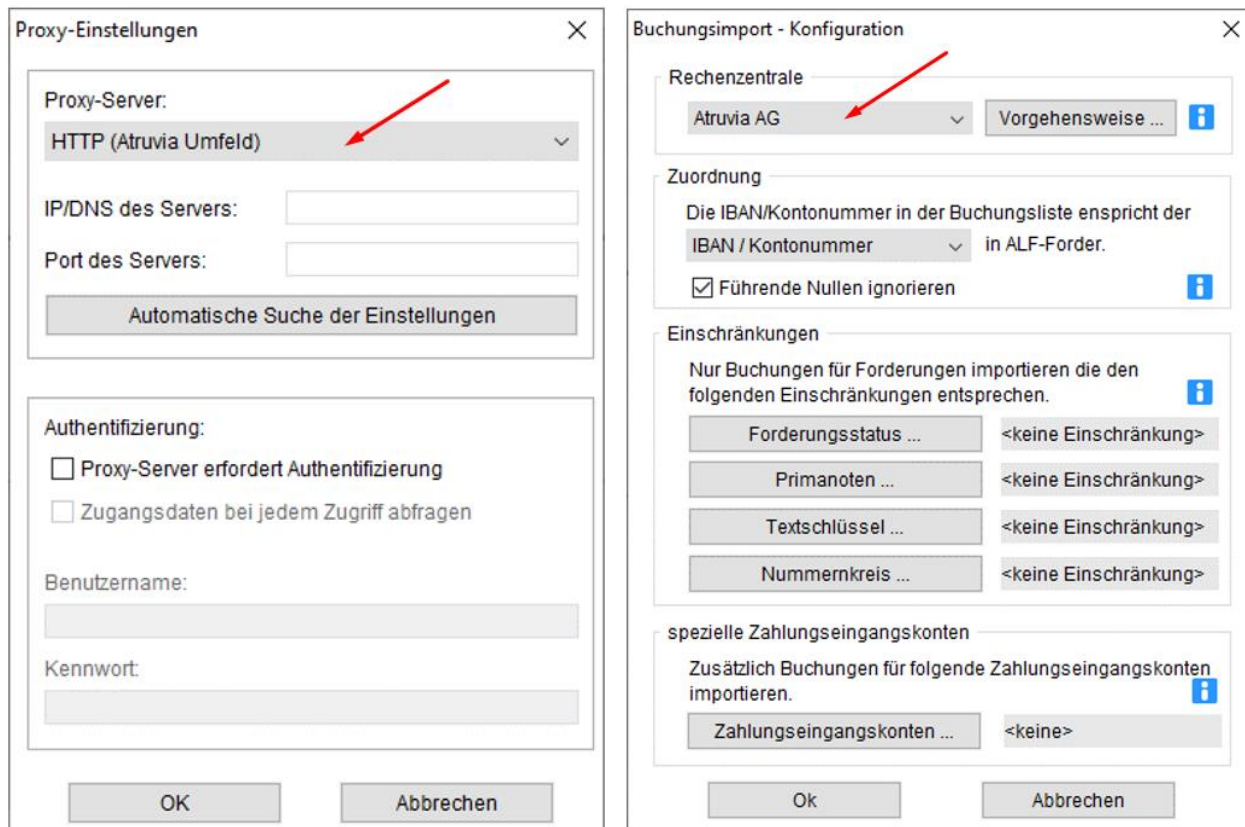 Proxy-Einstellungen
Proxy-Server:
HTTP (Atruvia Umfeld)
IP/DNS des Servers:
Port des Servers:
Automatische Suche der Einstellungen
Authentifizierung:
Proxy-Server erfordert Authentifizierung
Zugangsdaten bei jedem Zugriff abfragen
Benutzername:
Kennwort:
OK Abbrechen
Buchungsimport - Konfiguration
Rechenzentrale
Atruvia AG Vorgehensweise ...
Zuordnung
Die IBAN/Kontonummer in der Buchungsliste enspricht der
IBAN / Kontonummer in ALF-Forder.
Führende Nullen ignorieren
Einschränkungen
Nur Buchungen für Forderungen importieren die den
folgenden Einschränkungen entsprechen.
Forderungsstatus ... <keine Einschränkung>
Primanoten ... <keine Einschränkung>
Textschlüssel ... <keine Einschränkung>
Nummernkreis ... <keine Einschränkung>
spezielle Zahlungseingangskonten
Zusätzlich Buchungen für folgende Zahlungseingangskonten
importieren.
Zahlungseingangskonten ... <keine>
Ok Abbrechen